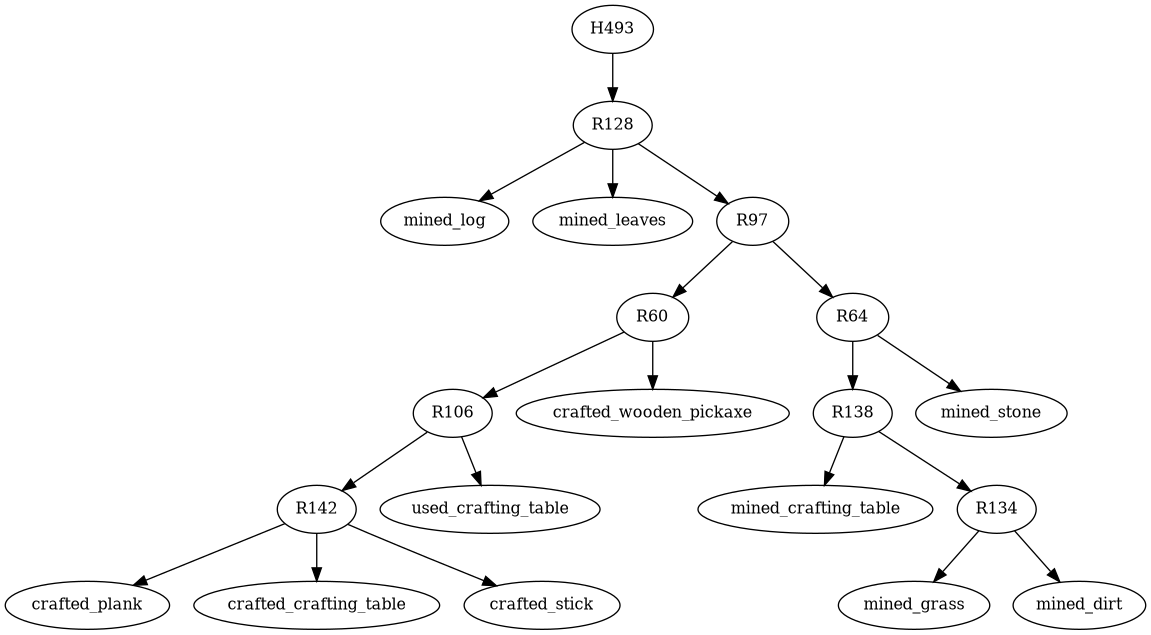 H493
R128
mined_log
mined_leaves
R97
R60
R64
R106
crafted_wooden_pickaxe
R138
mined_stone
R142
used_crafting_table
mined_crafting_table
R134
crafted_plank
crafted_crafting_table
crafted_stick
mined_grass
mined_dirt